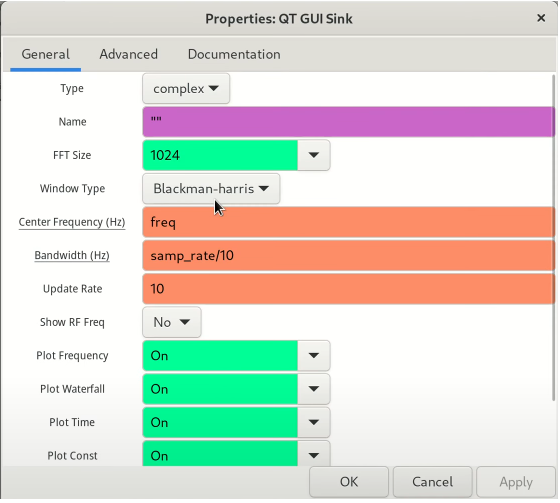 Properties: QT GUI Sink
General Advanced Documentation
Type complex
Name ""
FFT Size 1024
Window Type Blackman-harris
Center Frequency (Hz) freq
Bandwidth (Hz) samp_rate/10
Update Rate 10
Show RF Freq No
Plot Frequency On
Plot Waterfall On
Plot Time On
Plot Const On
OK Cancel Apply